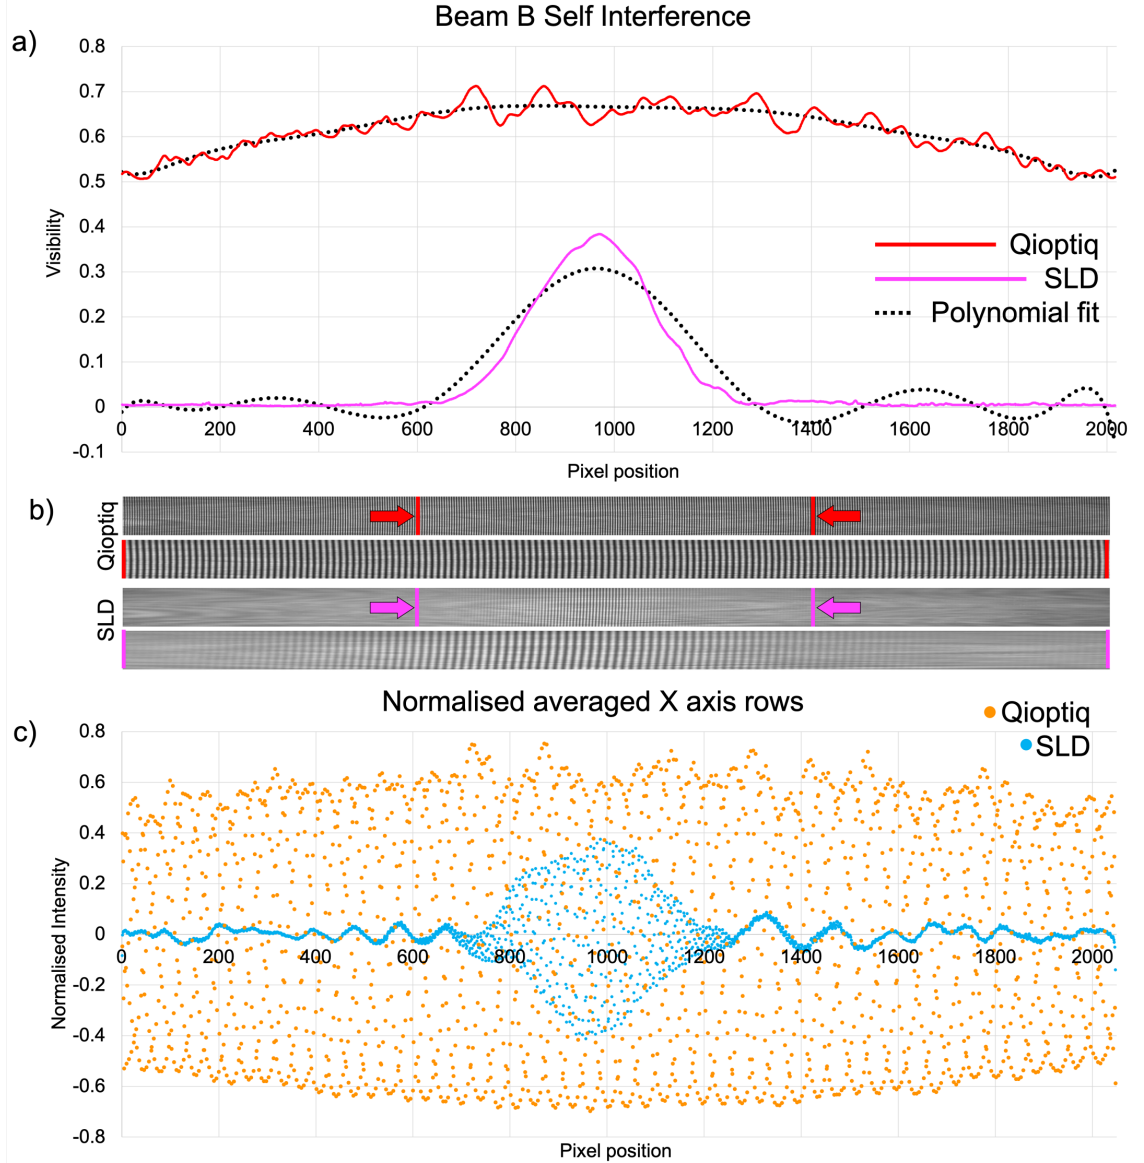 Beam B Self Interference
a)
0.8
0.7
0.6
0.5
0.4
0.3
0.2
0.1
0
-0.1
Visibility
Qioptiq
SLD
Polynomial fit
0 200 400 600 800 1000 1200 1400 1600 1800 2000
Pixel position
b)
Qioptiq
SLD
Normalised averaged X axis rows
c)
Qioptiq
SLD
0.8
0.6
0.4
0.2
0
-0.2
-0.4
-0.6
-0.8
Normalised Intensity
0 200 400 600 800 1000 1200 1400 1600 1800 2000
Pixel position